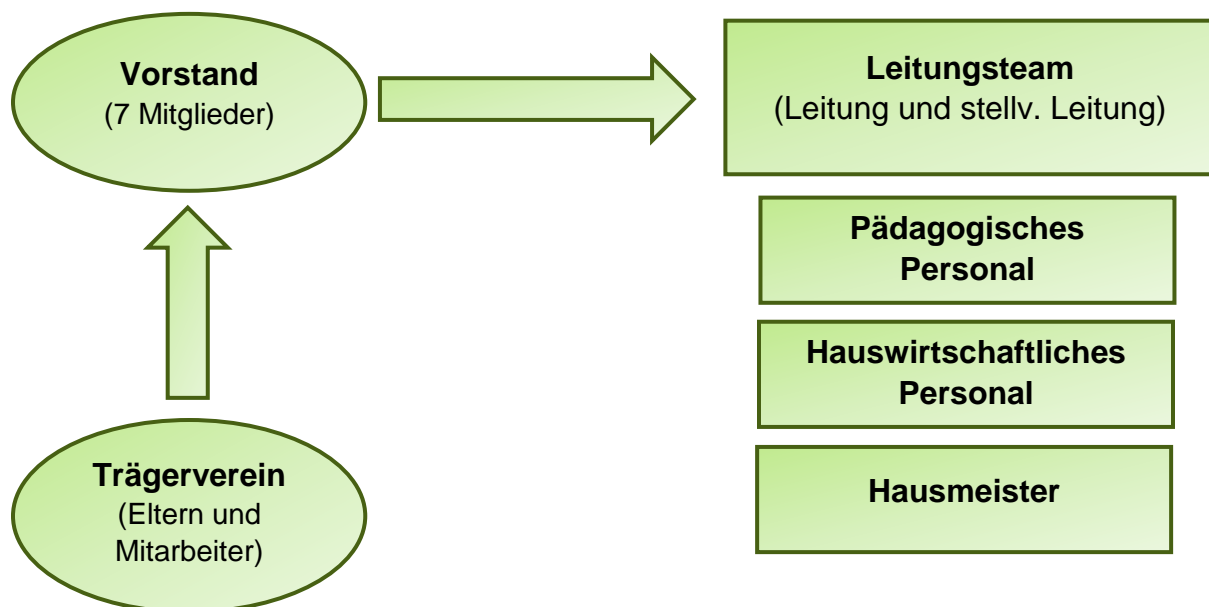 Vorstand
(7 Mitglieder)
Leitungsteam
(Leitung und stellv. Leitung)
Pädagogisches
Personal
Hauswirtschaftliches
Personal
Trägerverein
(Eltern und
Mitarbeiter)
Hausmeister